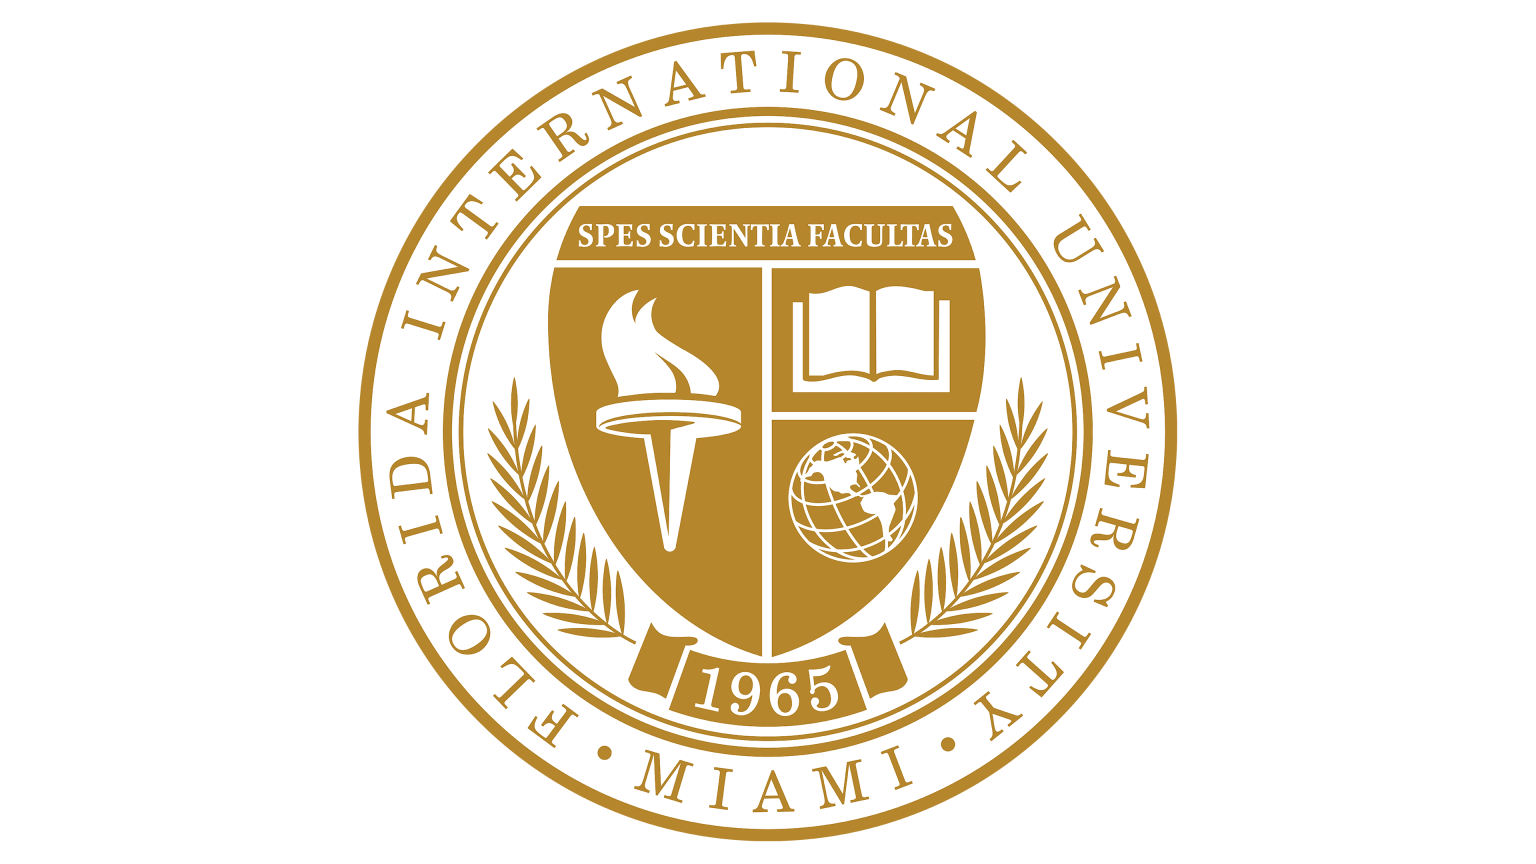 FLORIDA INTERNATIONAL UNIVERSITY
SPES SCIENTIA FACULTAS
1965
• MIAMI •